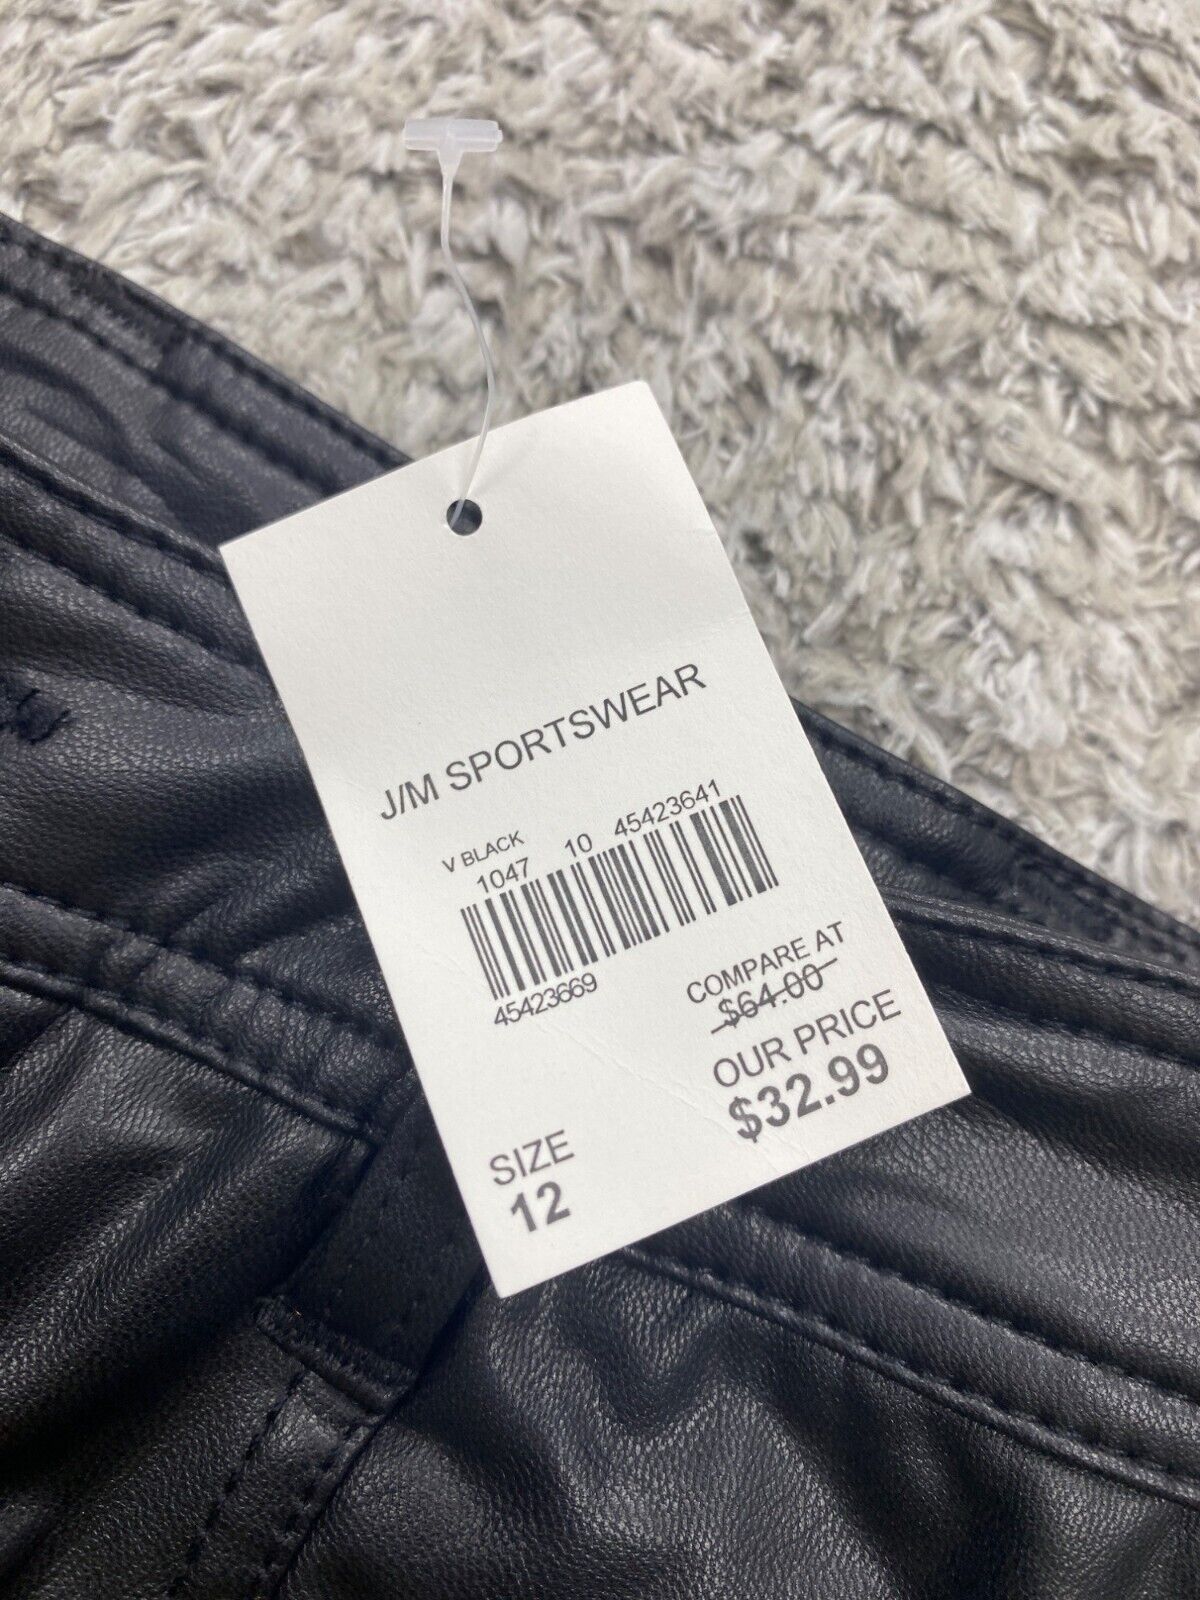 J/M SPORTSWEAR
V BLACK
1047 10 45423641
45423669
COMPARE AT
$64.00
OUR PRICE
$32.99
SIZE
12